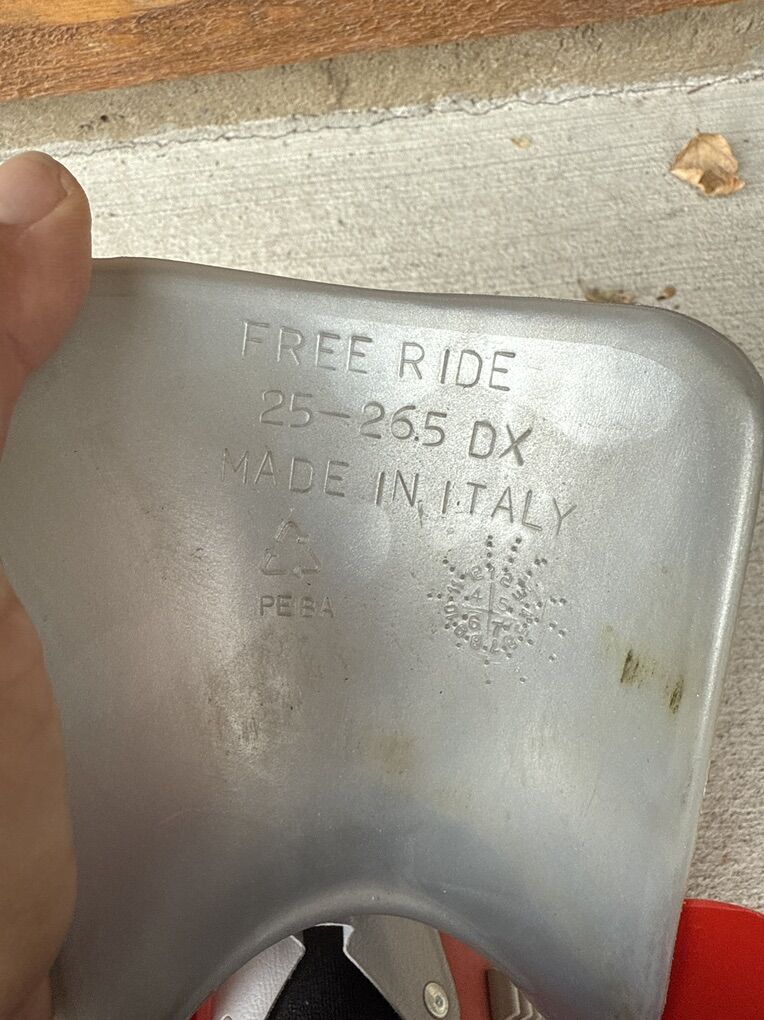 FREE RIDE
25-26.5 DX
MADE IN ITALY
PEBA